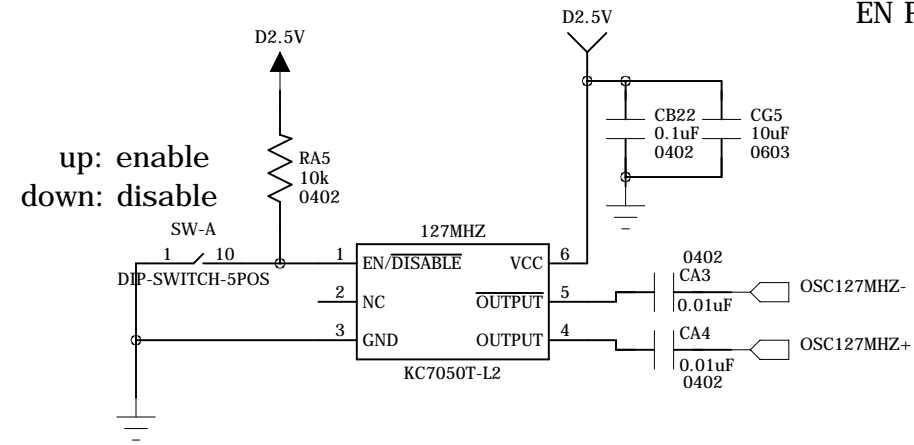 EN
D2.5V
D2.5V
up: enable
down: disable
RA5
10k
0402
CB22
0.1uF
0402
CG5
10uF
0603
SW-A
1
10
DIP-SWITCH-5POS
127MHZ
1
EN/DISABLE
VCC
6
2
NC
OUTPUT
5
3
GND
OUTPUT
4
KC7050T-L2
0402
CA3
0.01uF
OSC127MHZ-
CA4
0.01uF
0402
OSC127MHZ+